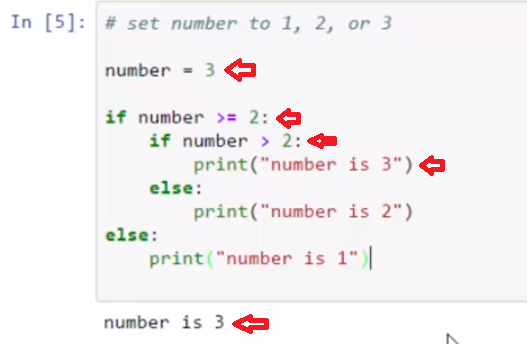 In [5]: # set number to 1, 2, or 3
number = 3
if number >= 2:
    if number > 2:
        print("number is 3")
    else:
        print("number is 2")
else:
    print("number is 1")
number is 3